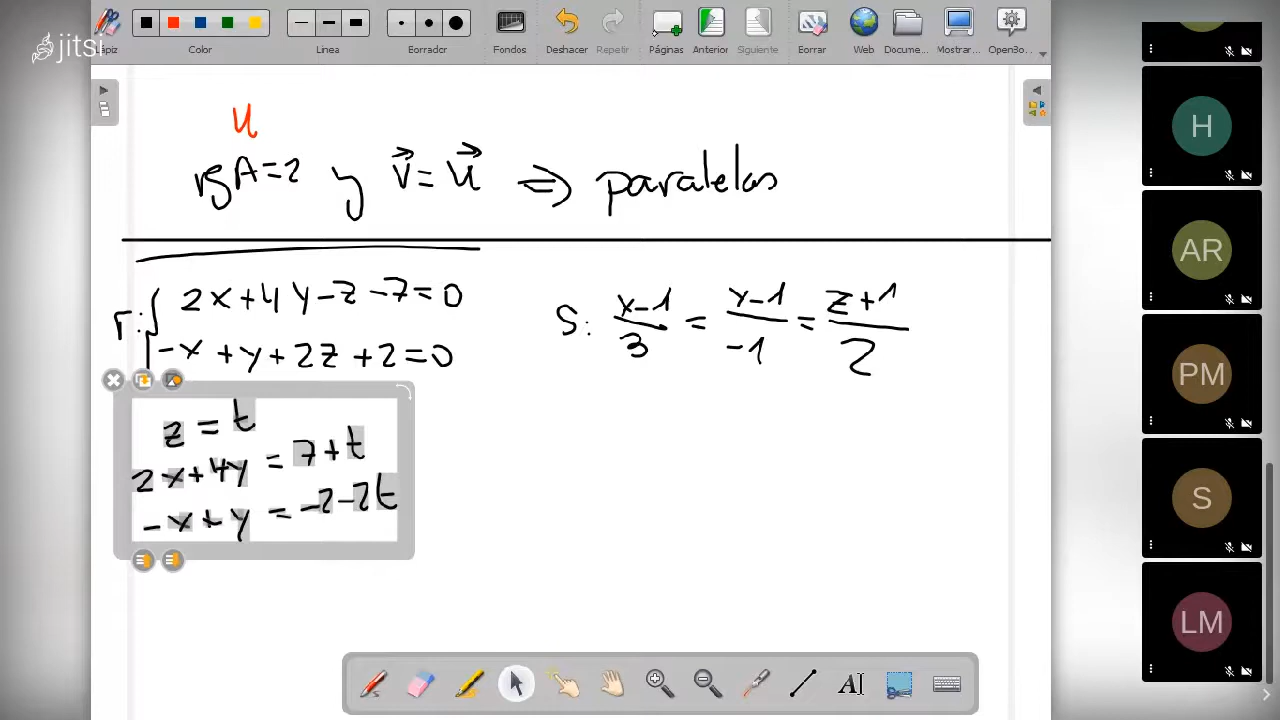 jitsi
Color
Línea
Borrador
Fondos
Deshacer
Repetir
Páginas
Anterior
Siguiente
Borrar
Web
Docume...
Mostrar...
OpenBo...
u
rgA=2 y v⃗=u⃗ ⇒ paralelas
r: { 2x+4y-z-7=0
-x+y+2z+2=0
S: x-1/3 = y-1/-1 = z+1/2
z = t
2x+4y = 7+t
-x+y = -2-2t
H
AR
PM
S
LM